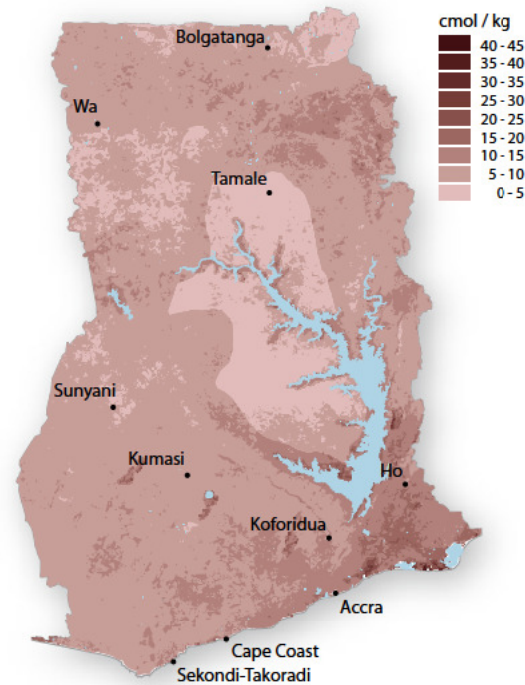 cmol / kg
40 - 45
35 - 40
30 - 35
25 - 30
20 - 25
15 - 20
10 - 15
5 - 10
0 - 5
Bolgatanga
Wa
Tamale
Sunyani
Kumasi
Ho
Koforidua
Accra
Cape Coast
Sekondi-Takoradi